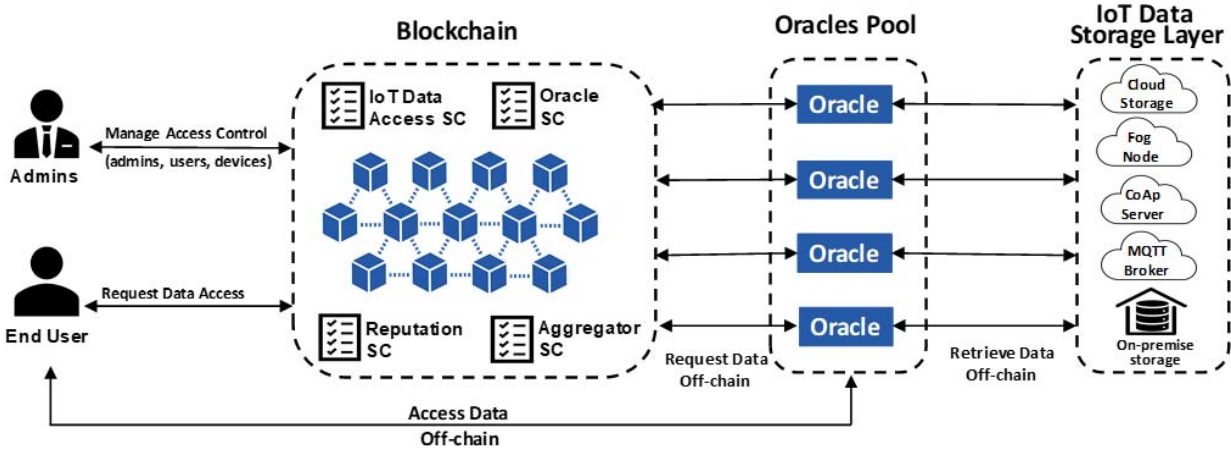 Blockchain
Oracles Pool
IoT Data
Storage Layer
IoT Data
Access SC
Oracle
SC
Manage Access Control
(admins, users, devices)
Admins
Request Data Access
End User
Reputation
SC
Aggregator
SC
Oracle
Oracle
Oracle
Oracle
Request Data
Off-chain
Retrieve Data
Off-chain
Cloud
Storage
Fog
Node
CoAp
Server
MQTT
Broker
On-premise
storage
Access Data
Off-chain